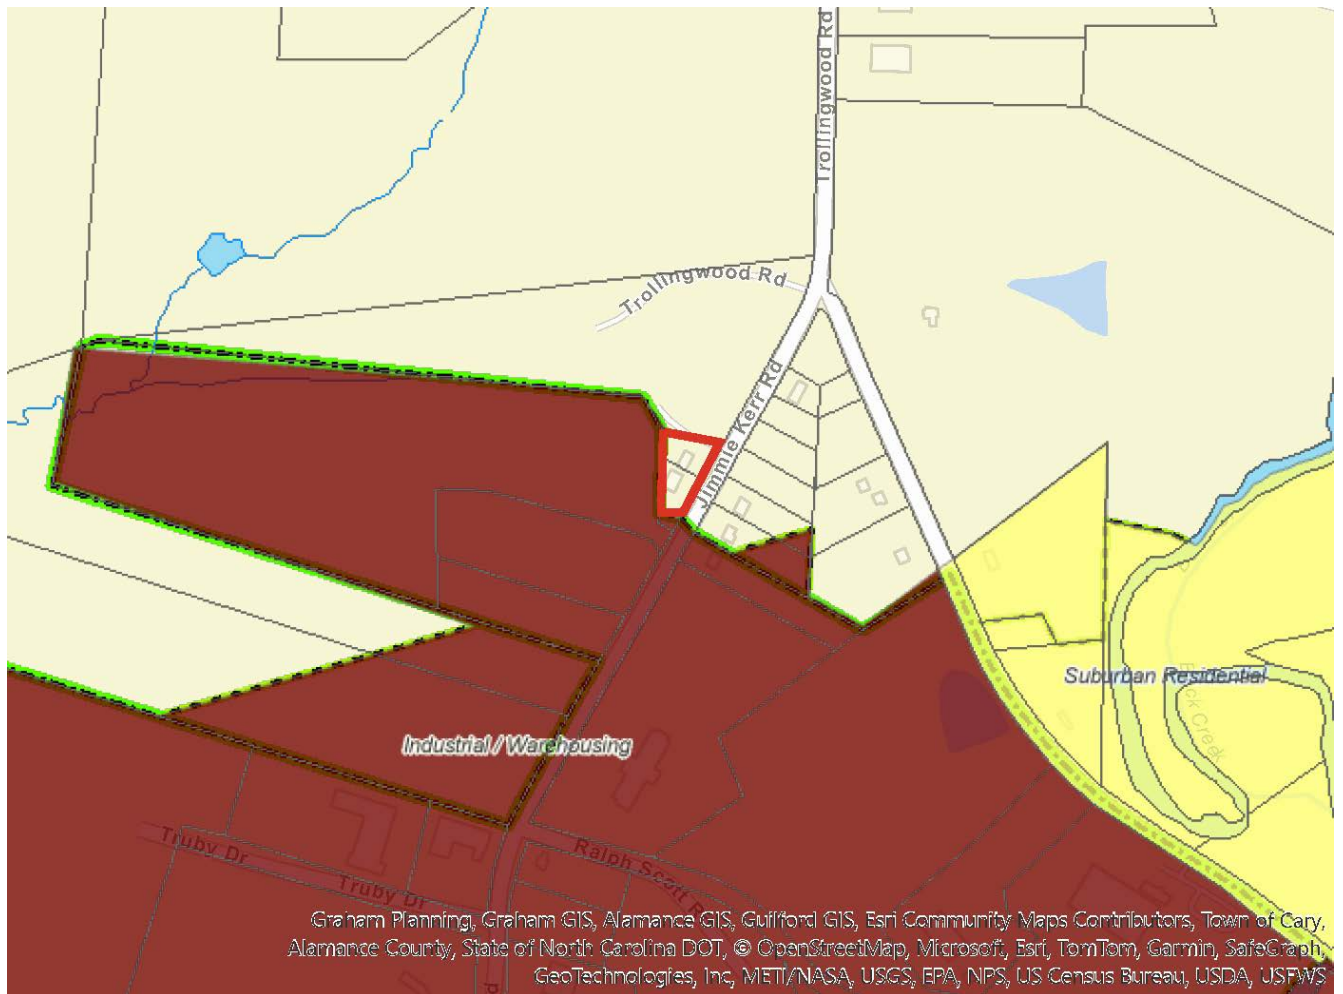 Trollingwood Rd
Trollingwood Rd
Jimmie Kerr Rd
Suburban Residential
Creek
Industrial / Warehousing
Truby Dr
Truby Dr
Ralph Scott
Graham Planning, Graham GIS, Alamance GIS, Guilford GIS, Esri Community Maps Contributors, Town of Cary,
Alamance County, State of North Carolina DOT, © OpenStreetMap, Microsoft, Esri, TomTom, Garmin, SafeGraph,
GeoTechnologies, Inc, METI/NASA, USGS, EPA, NPS, US Census Bureau, USDA, USFWS